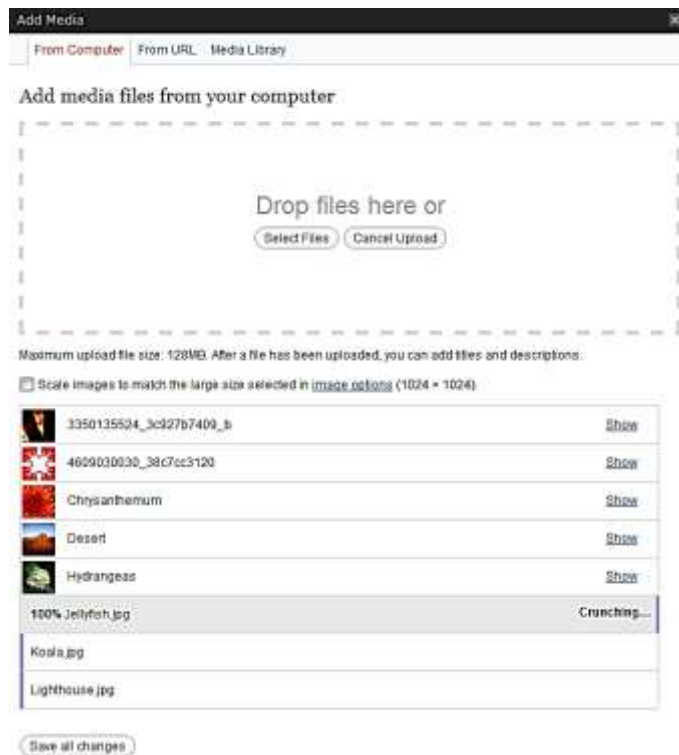 Add Media
From Computer From URL Media Library
Add media files from your computer
Drop files here or
Select Files Cancel Upload
Maximum upload file size: 128MB. After a file has been uploaded, you can add titles and descriptions.
Scale images to match the large size selected in image options (1024 × 1024)
3350135524_3c927b7409_b Show
4609030030_38c7cc3120 Show
Chrysanthemum Show
Desert Show
Hydrangeas Show
100% Jellyfish.jpg Crunching...
Koala.jpg
Lighthouse.jpg
Save all changes